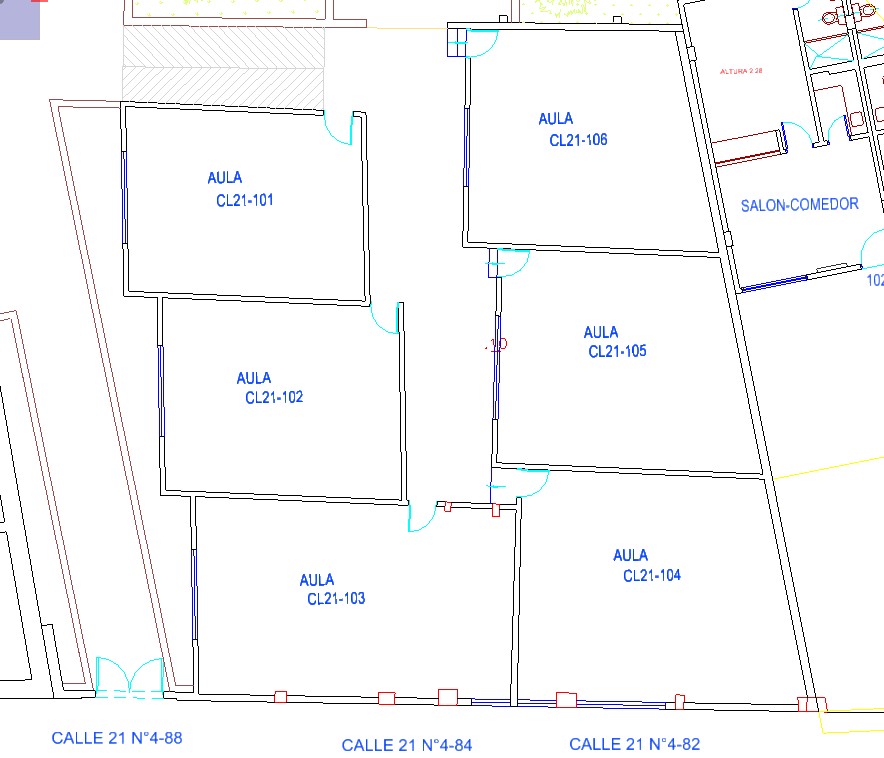 ALTURA 2.28
AULA
CL21-106
AULA
CL21-101
SALON-COMEDOR
102
AULA
CL21-105
AULA
CL21-102
AULA
CL21-104
AULA
CL21-103
CALLE 21 N°4-88
CALLE 21 N°4-84
CALLE 21 N°4-82